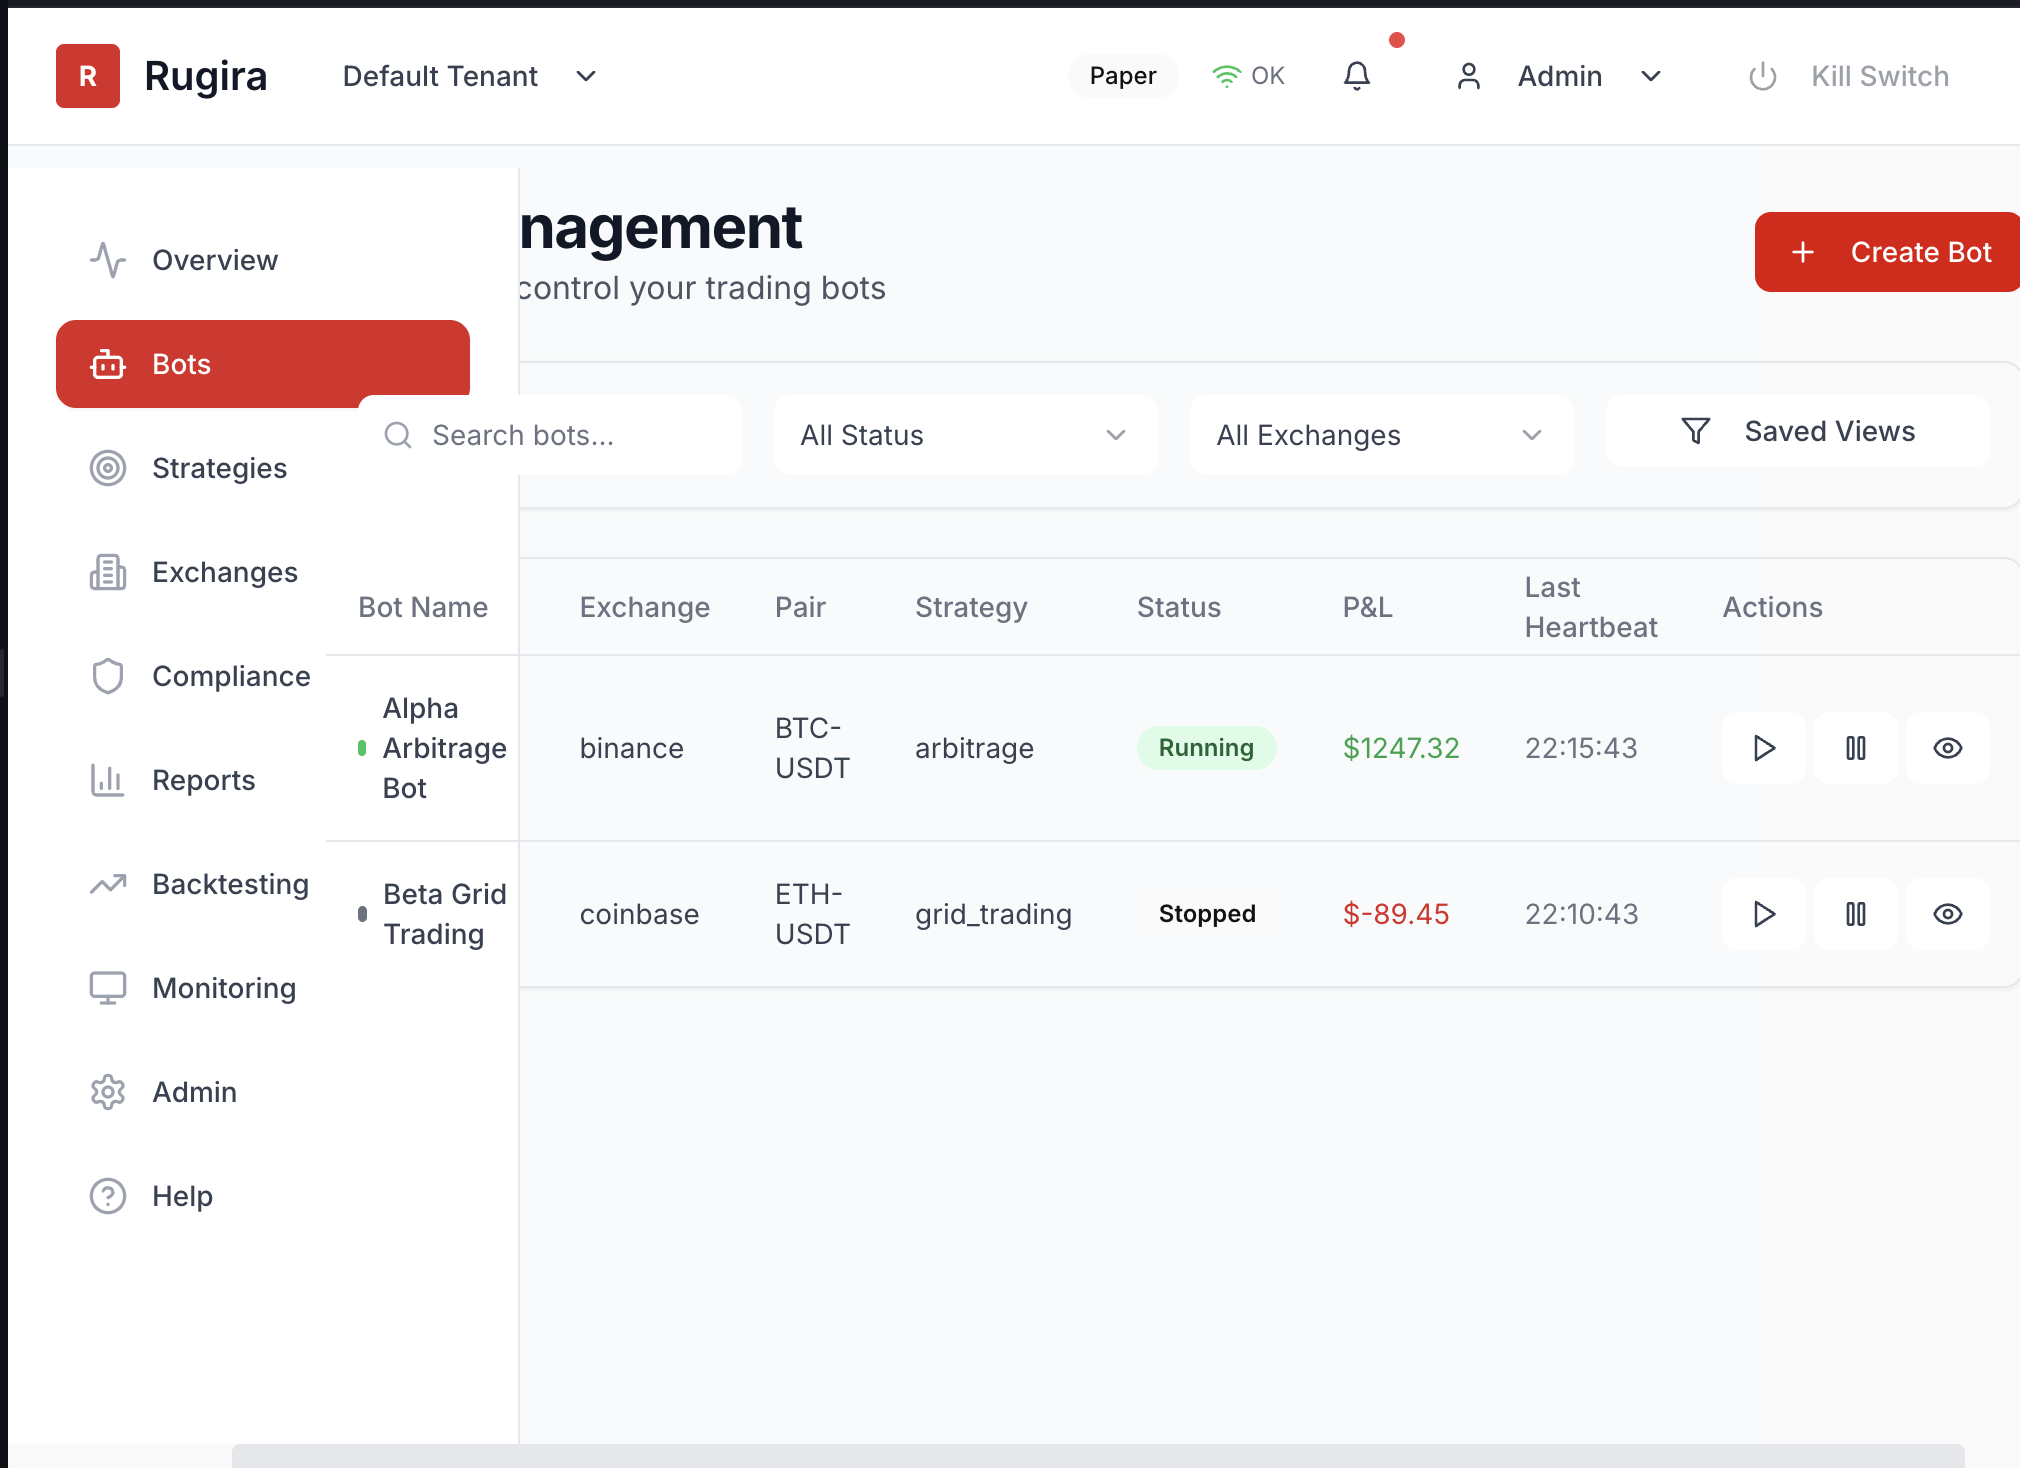 R Rugira Default Tenant Paper OK Admin Kill Switch
nagement
control your trading bots
Create Bot
Overview
Bots
Strategies
Exchanges
Compliance
Reports
Backtesting
Monitoring
Admin
Help
Search bots... All Status All Exchanges Saved Views
Bot Name Exchange Pair Strategy Status P&L Last Heartbeat Actions
Alpha Arbitrage Bot binance BTC-USDT arbitrage Running $1247.32 22:15:43
Beta Grid Trading coinbase ETH-USDT grid_trading Stopped $-89.45 22:10:43